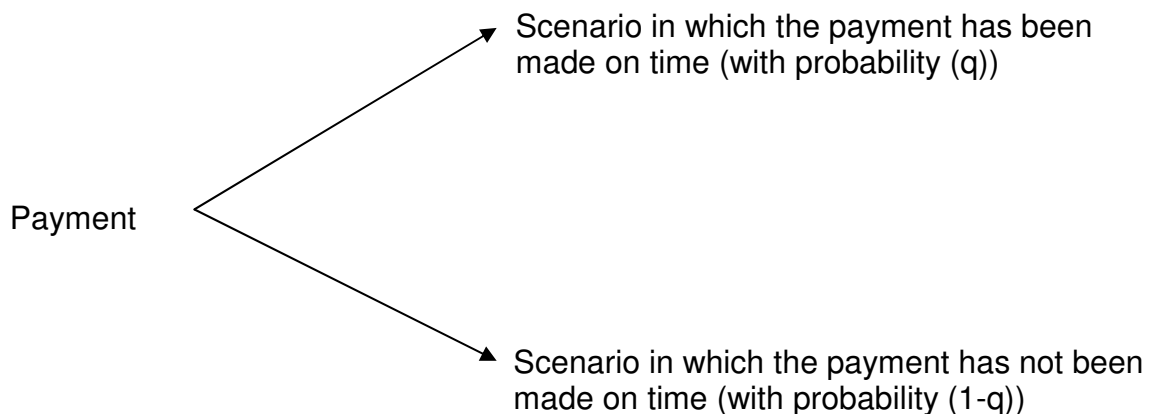 Scenario in which the payment has been
made on time (with probability (q))
Payment
Scenario in which the payment has not been
made on time (with probability (1-q))